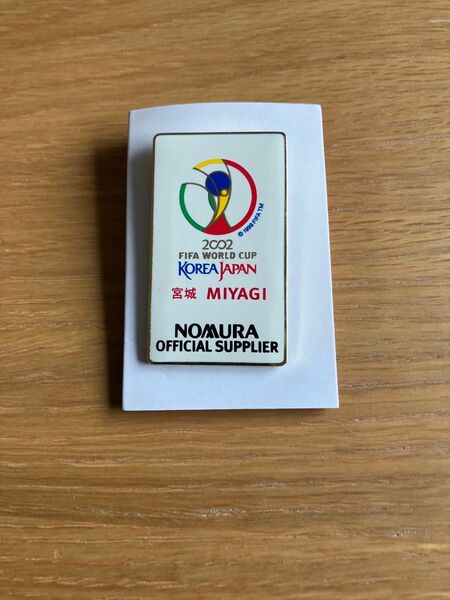 © 1999 FIFA TM
2002
FIFA WORLD CUP
KOREA JAPAN
宮城 MIYAGI
NOMURA
OFFICIAL SUPPLIER